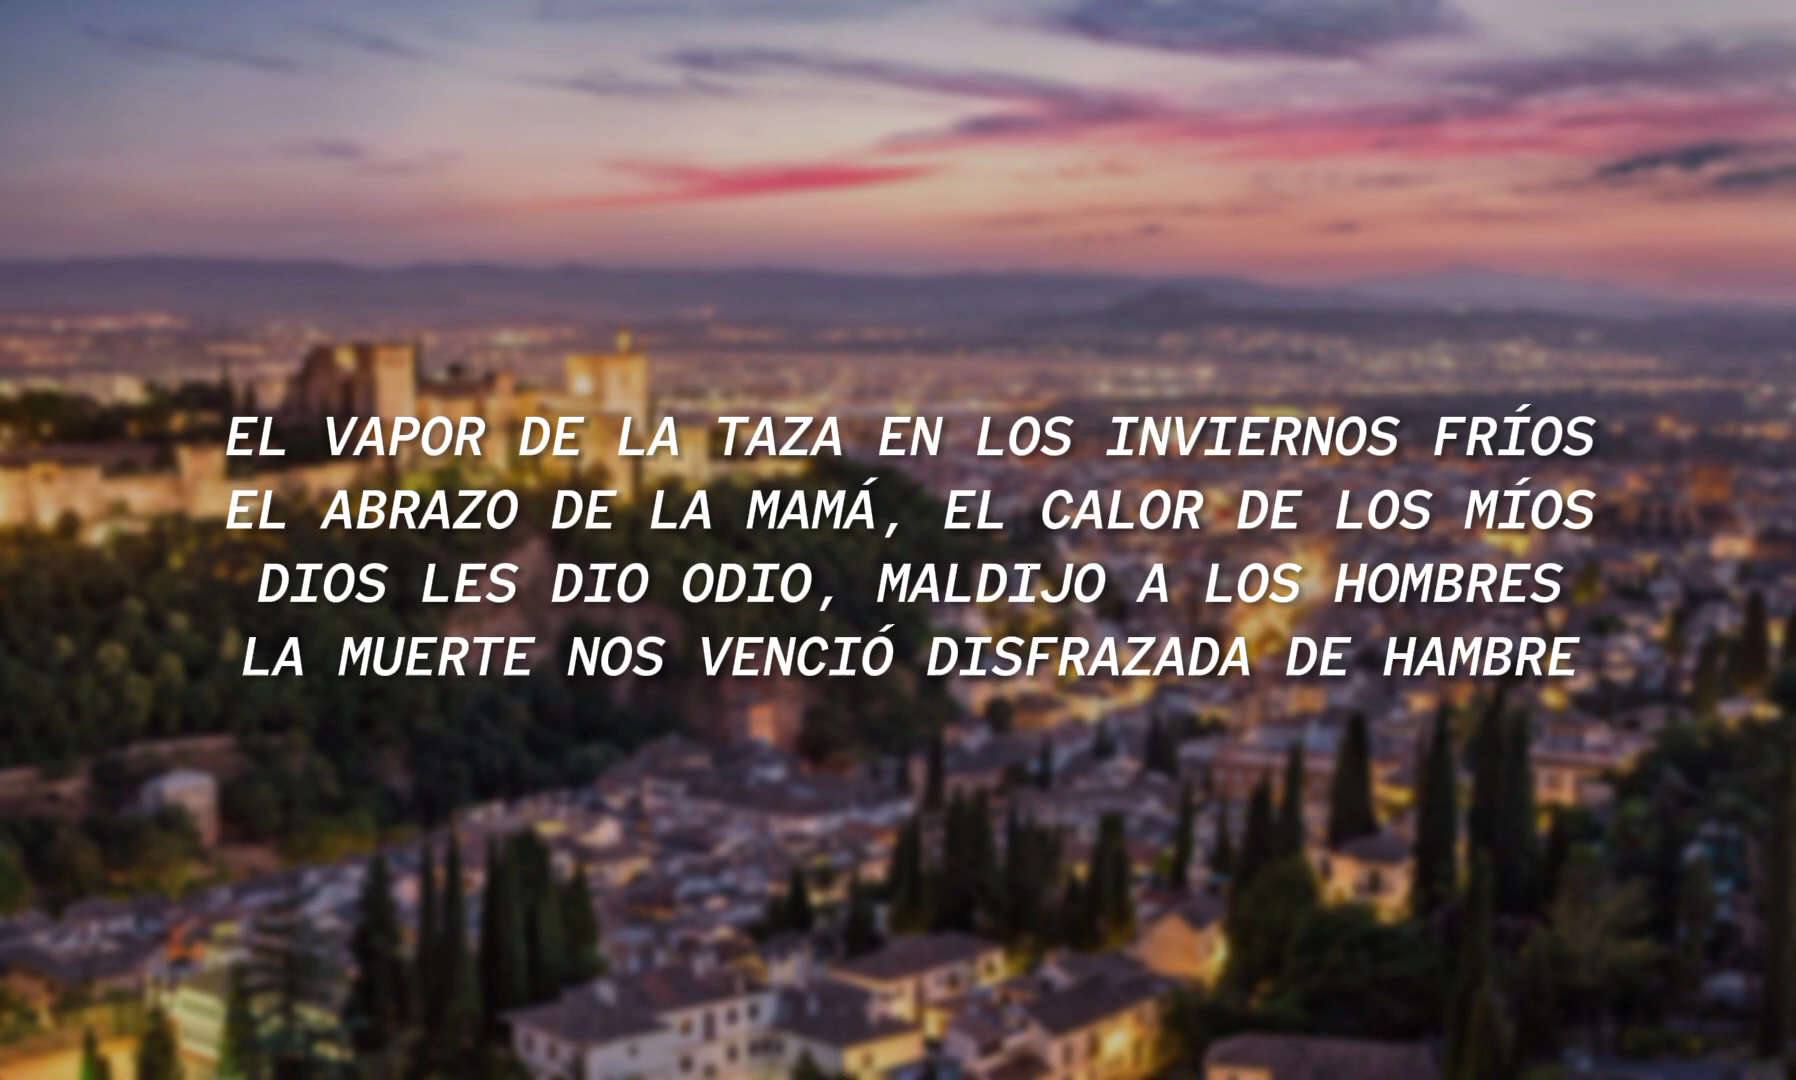 EL VAPOR DE LA TAZA EN LOS INVIERNOS FRÍOS
EL ABRAZO DE LA MAMÁ, EL CALOR DE LOS MÍOS
DIOS LES DIO ODIO, MALDIJO A LOS HOMBRES
LA MUERTE NOS VENCIÓ DISFRAZADA DE HAMBRE